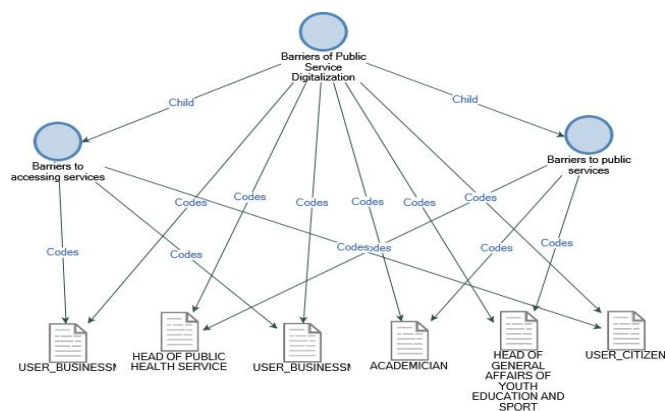 Barriers of Public
Service
Digitalization
Child
Child
Barriers to
accessing services
Barriers to public
services
Codes
Codes
Codes
Codes
Codes
Codes
Codes
Codes
Codes
Codes
Codes
USER_BUSINESSM
HEAD OF PUBLIC
HEALTH SERVICE
USER_BUSINESSM
ACADEMICIAN
HEAD OF
GENERAL
AFFAIRS OF
YOUTH
EDUCATION AND
SPORT
USER_CITIZEN